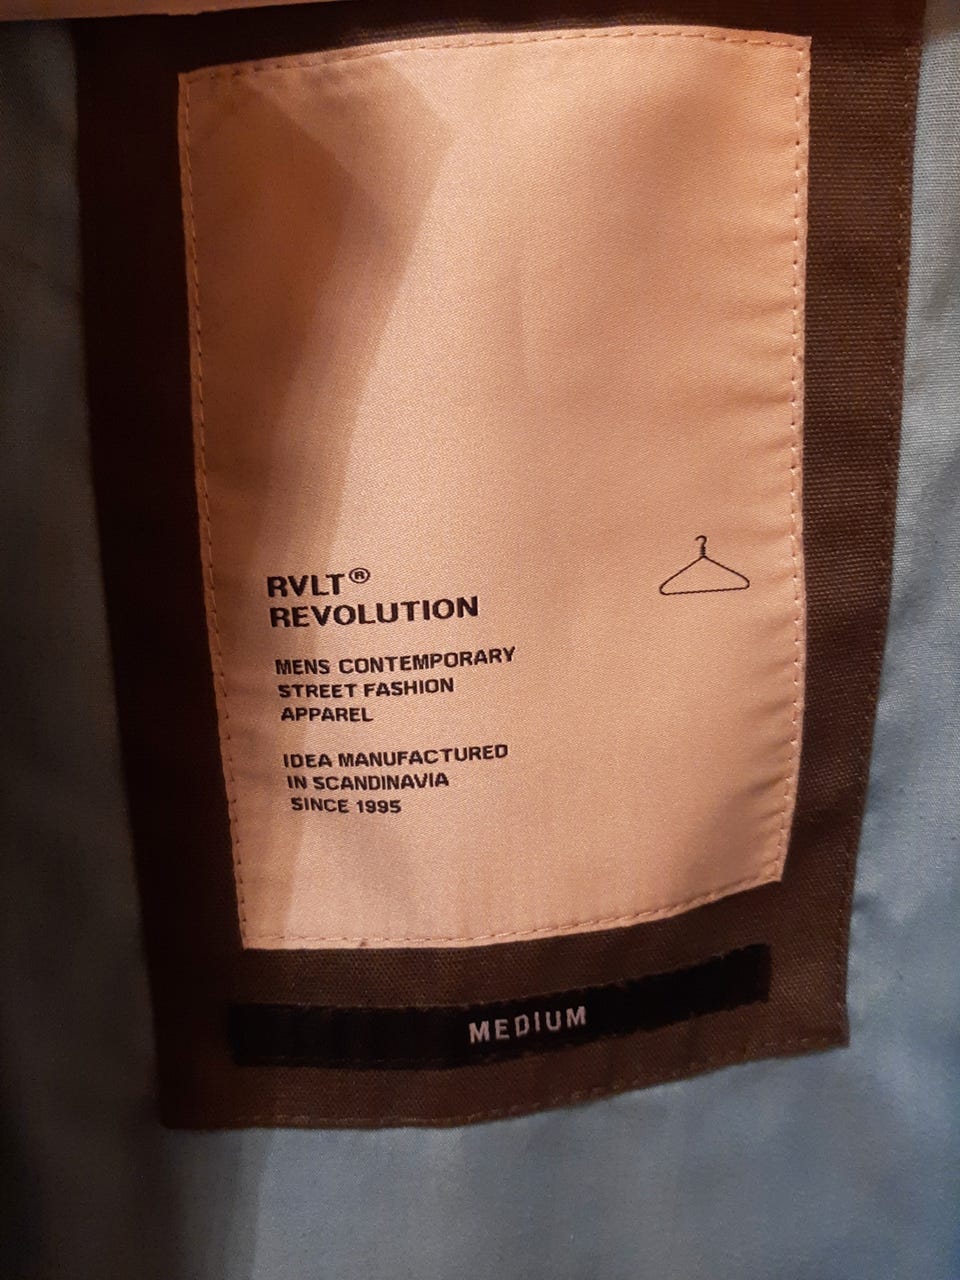 RVLT®
REVOLUTION
MENS CONTEMPORARY
STREET FASHION
APPAREL
IDEA MANUFACTURED
IN SCANDINAVIA
SINCE 1995
MEDIUM